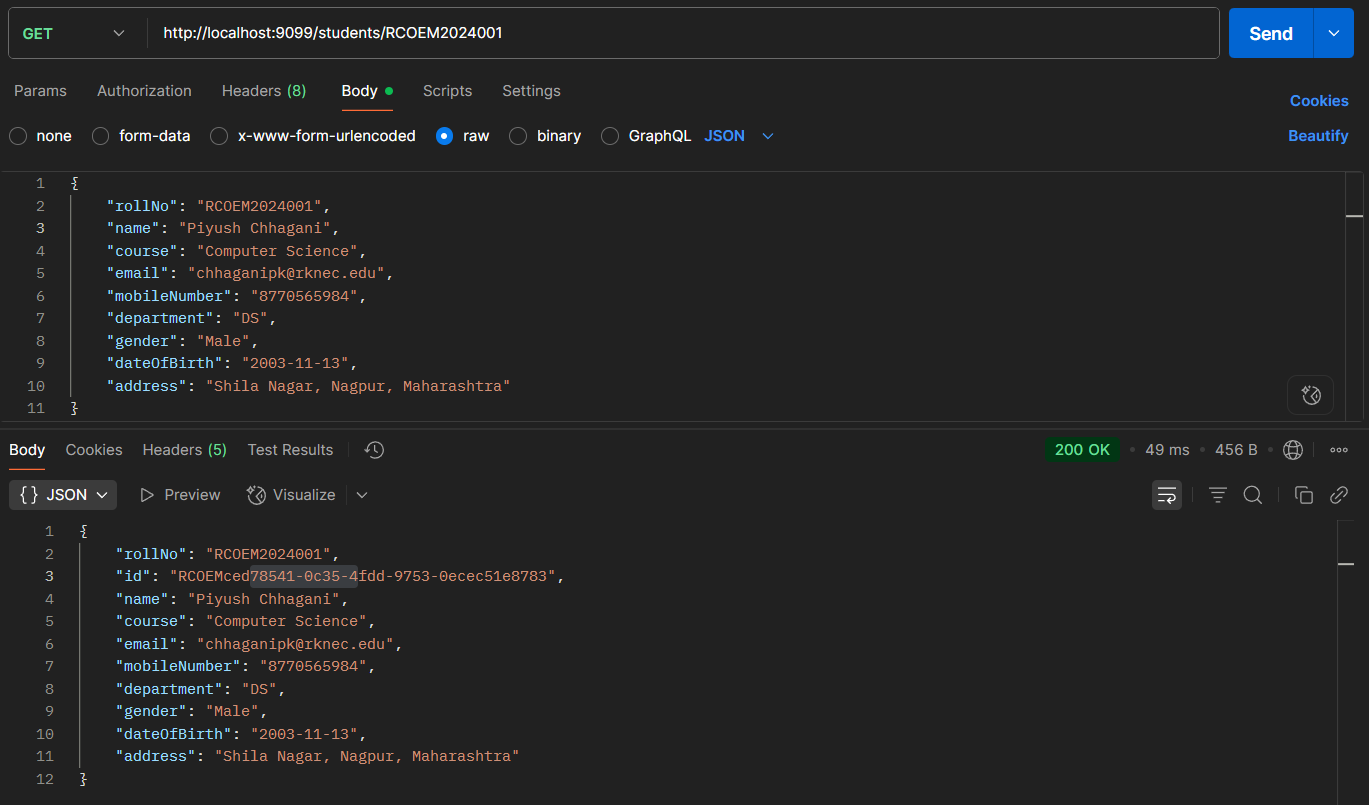 GET http://localhost:9099/students/RCOEM2024001 Send
Params Authorization Headers (8) Body Scripts Settings Cookies
none form-data x-www-form-urlencoded raw binary GraphQL JSON Beautify
1 {
2 "rollNo": "RCOEM2024001",
3 "name": "Piyush Chhagani",
4 "course": "Computer Science",
5 "email": "chhaganipk@rknec.edu",
6 "mobileNumber": "8770565984",
7 "department": "DS",
8 "gender": "Male",
9 "dateOfBirth": "2003-11-13",
10 "address": "Shila Nagar, Nagpur, Maharashtra"
11 }
Body Cookies Headers (5) Test Results 200 OK • 49 ms • 456 B •
{} JSON Preview Visualize
1 {
2 "rollNo": "RCOEM2024001",
3 "id": "RCOEMced78541-0c35-4fdd-9753-0ecec51e8783",
4 "name": "Piyush Chhagani",
5 "course": "Computer Science",
6 "email": "chhaganipk@rknec.edu",
7 "mobileNumber": "8770565984",
8 "department": "DS",
9 "gender": "Male",
10 "dateOfBirth": "2003-11-13",
11 "address": "Shila Nagar, Nagpur, Maharashtra"
12 }